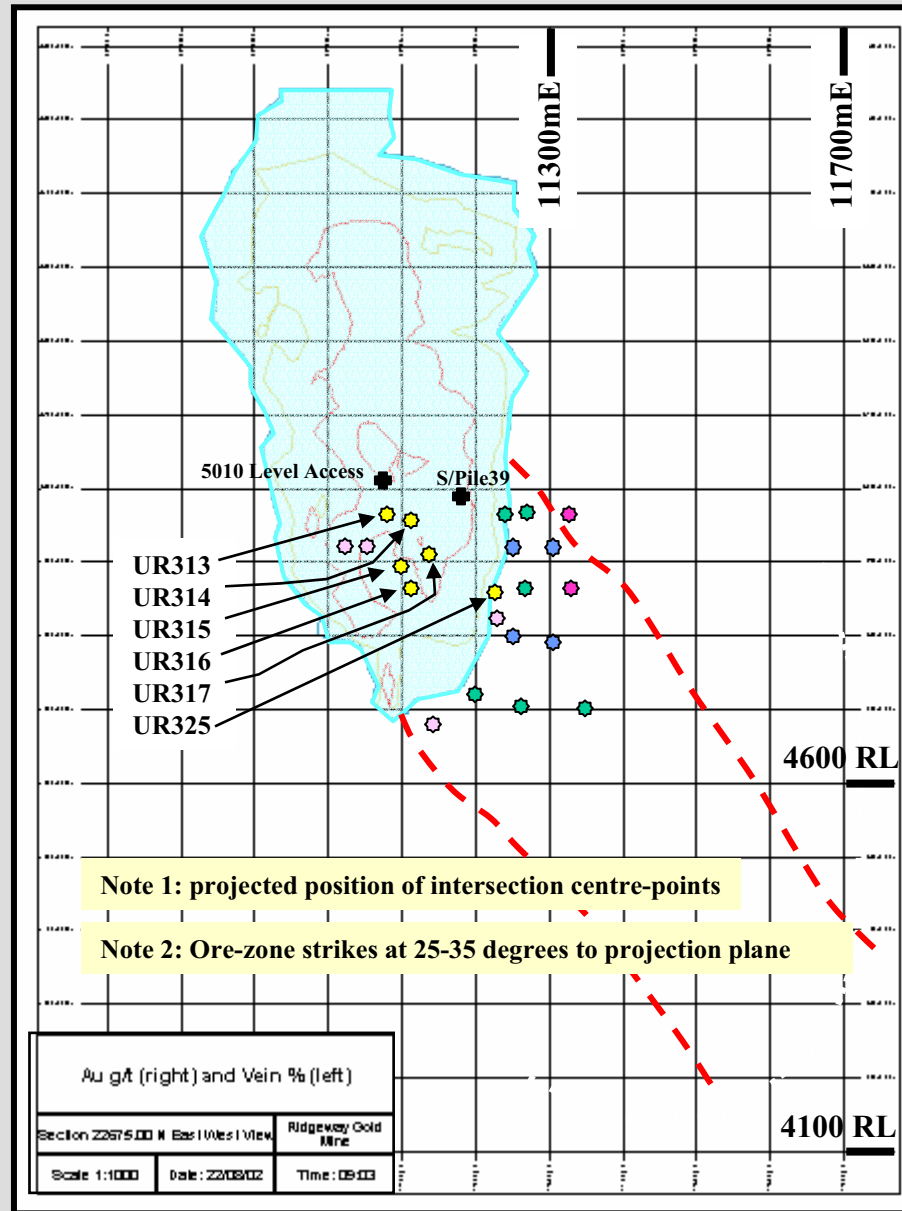 11300mE
11700mE
5010 Level Access
S/Pile39
UR313
UR314
UR315
UR316
UR317
UR325
4600 RL
Note 1: projected position of intersection centre-points
Note 2: Ore-zone strikes at 25-35 degrees to projection plane
Au g/t (right) and Vein % (left)
Section 22675.00 N East West View
Ridgeway Gold
Mine
4100 RL
Scale 1:1000
Date: 22/08/02
Time: 09:03